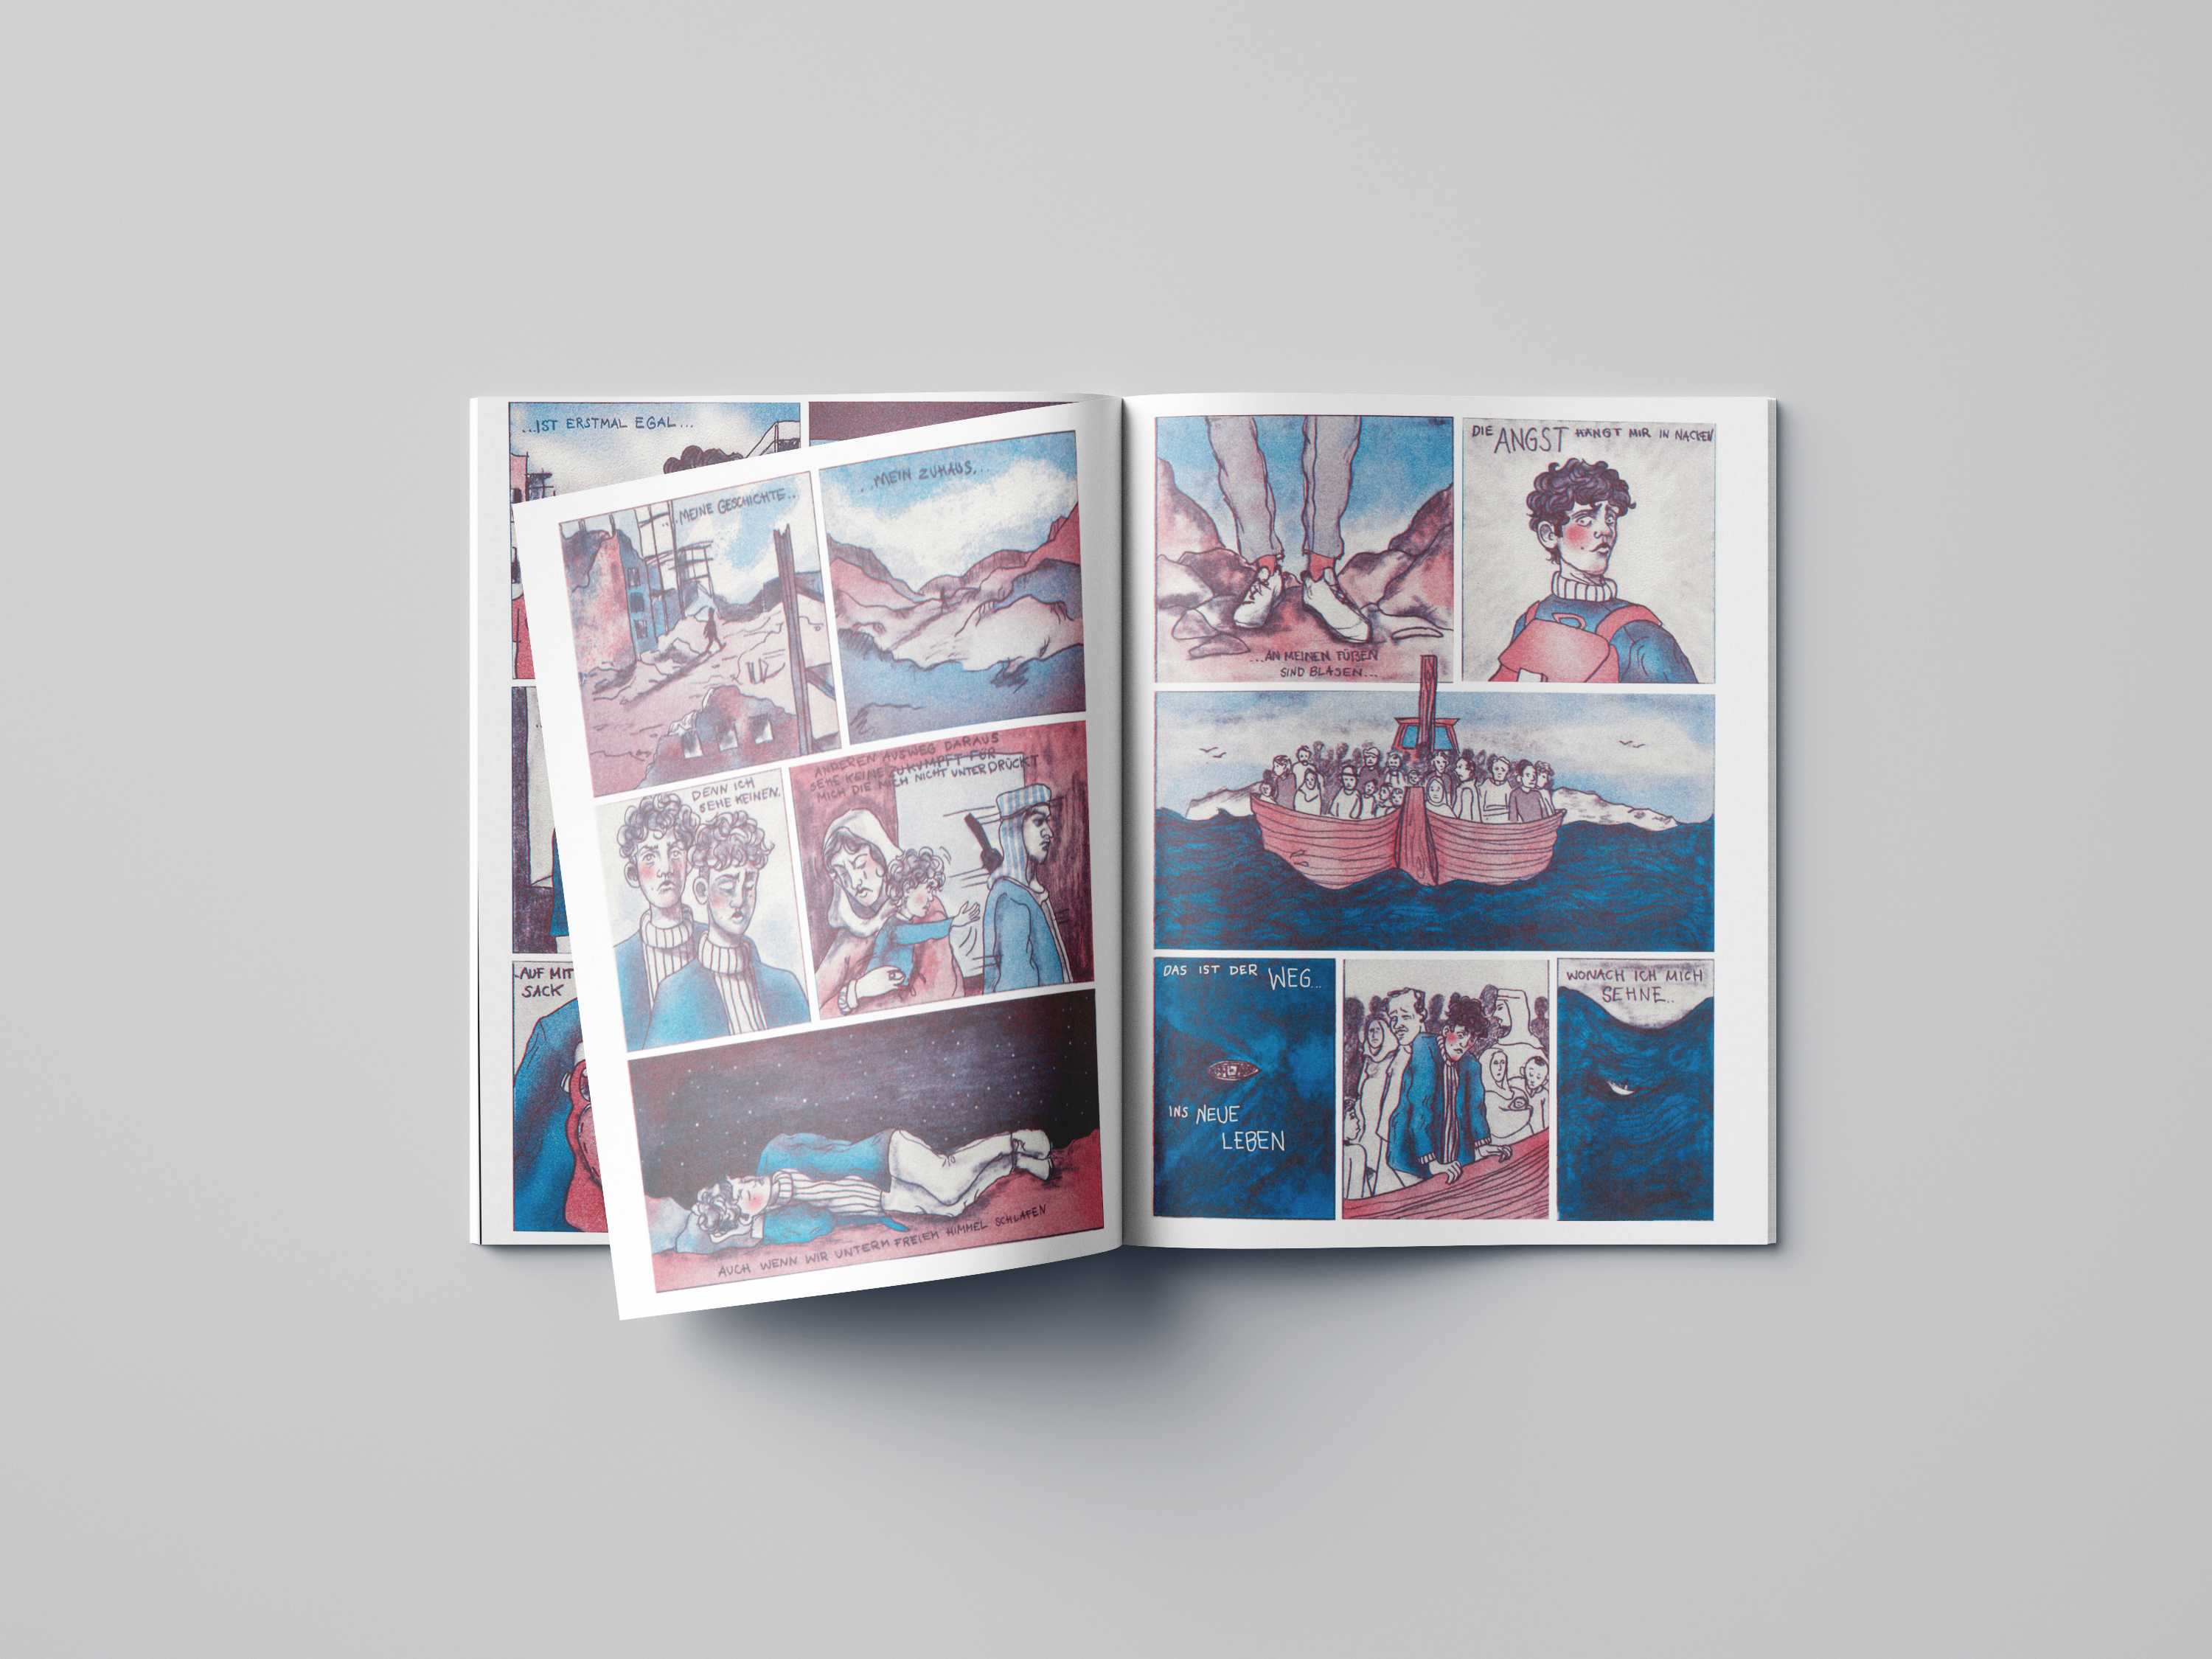 ...IST ERSTMAL EGAL...
AUF MIT
SACK
...MEINE GESCHICHTE...
...MEIN ZUHAUS...
DENN ICH
SEHE KEINEN.
ANDEREN AUSWEG DARAUS
SEHE KEINE ZUKUMPFT FÜR
MICH DIE MICH NICHT UNTERDRÜCKT
AUCH WENN WIR UNTERM FREIEM HIMMEL SCHLAFEN
...AN MEINEN FÜßEN
SIND BLASEN...
DIE ANGST HÄNGT MIR IN NACKEN
DAS IST DER WEG...
INS NEUE
LEBEN
WONACH ICH MICH
SEHNE..